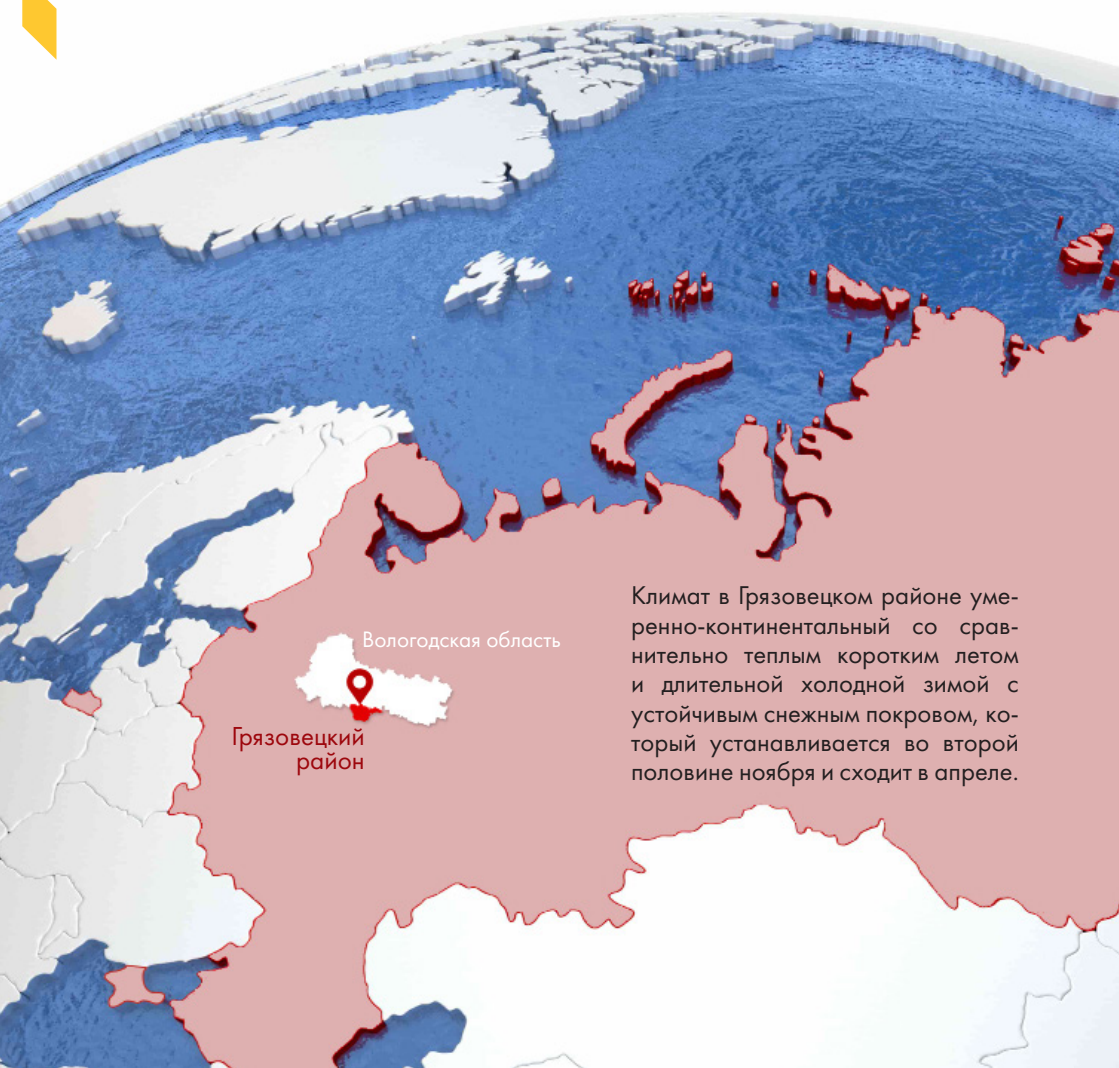 Вологодская область
Грязовецкий
район
Климат в Грязовецком районе уме-
ренно-континентальный со срав-
нительно теплым коротким летом
и длительной холодной зимой с
устойчивым снежным покровом, ко-
торый устанавливается во второй
половине ноября и сходит в апреле.